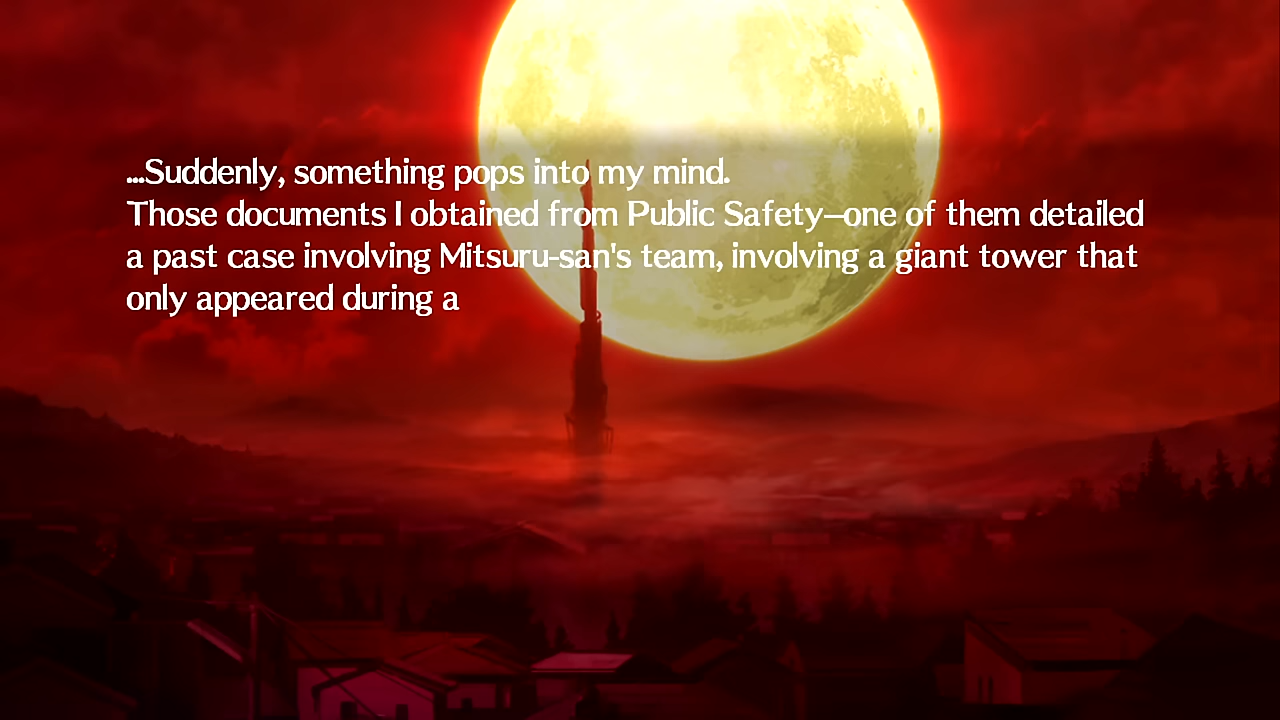 ...Suddenly, something pops into my mind.
Those documents I obtained from Public Safety—one of them detailed
a past case involving Mitsuru-san's team, involving a giant tower that
only appeared during a